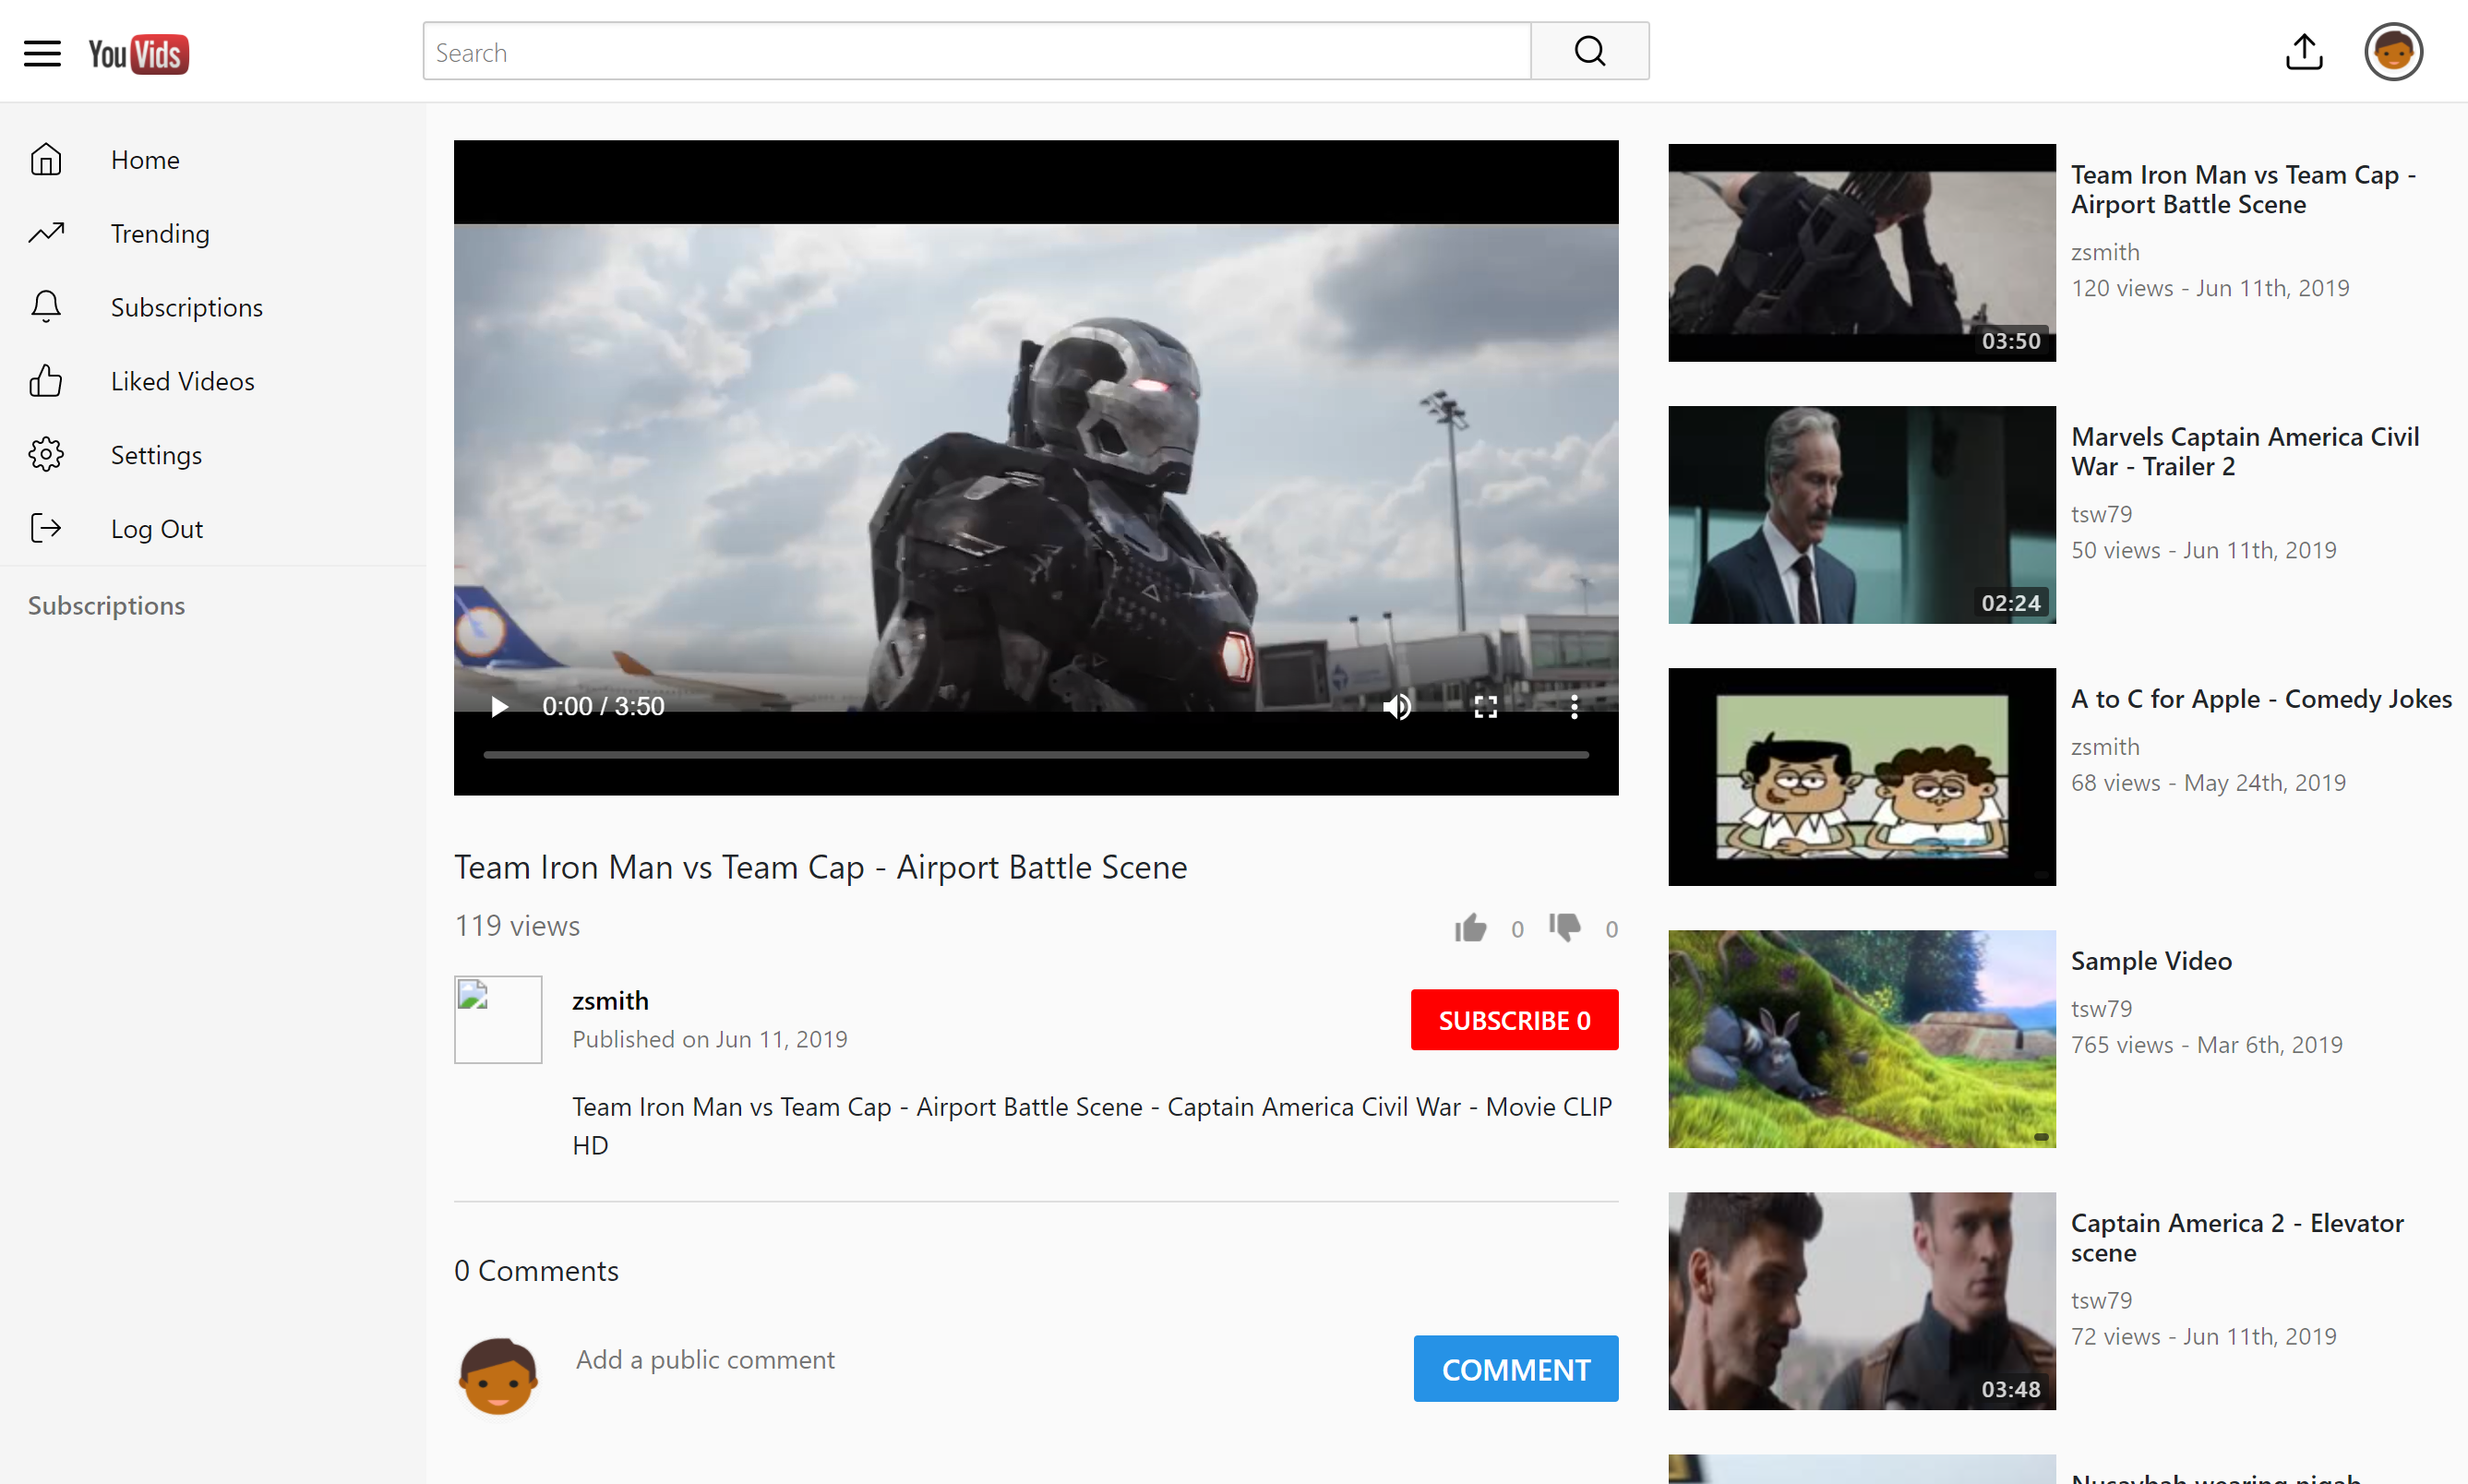 YouVids
Search
Home
Trending
Subscriptions
Liked Videos
Settings
Log Out
Subscriptions
0:00 / 3:50
Team Iron Man vs Team Cap - Airport Battle Scene
119 views
0
0
zsmith
Published on Jun 11, 2019
SUBSCRIBE 0
Team Iron Man vs Team Cap - Airport Battle Scene - Captain America Civil War - Movie CLIP
HD
0 Comments
Add a public comment
COMMENT
03:50
Team Iron Man vs Team Cap -
Airport Battle Scene
zsmith
120 views - Jun 11th, 2019
02:24
Marvels Captain America Civil
War - Trailer 2
tsw79
50 views - Jun 11th, 2019
A to C for Apple - Comedy Jokes
zsmith
68 views - May 24th, 2019
Sample Video
tsw79
765 views - Mar 6th, 2019
03:48
Captain America 2 - Elevator
scene
tsw79
72 views - Jun 11th, 2019
Nusaybah wearing niqab